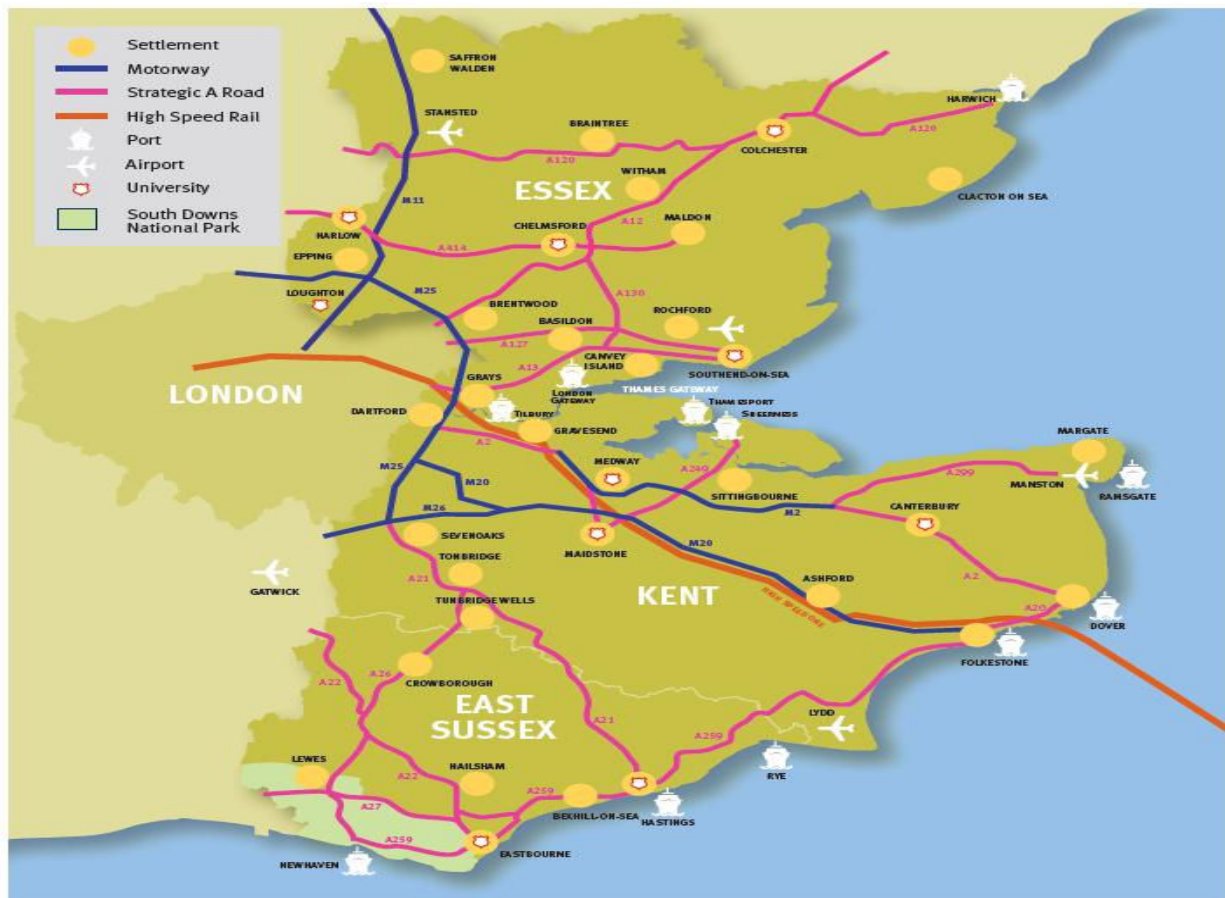 Settlement
Motorway
Strategic A Road
High Speed Rail
Port
Airport
University
South Downs
National Park
SAFFRON
WALDEN
STANSTED
BRAINTREE
HARWICH
A120
COLCHESTER
A120
WITHAM
ESSEX
CLACTON ON SEA
M11
A12
MALDON
CHELMSFORD
HARLOW
A414
EPPING
LOUGHTON
M25
A130
BRENTWOOD
ROCHFORD
BASILDON
A127
CANVEY
ISLAND
SOUTHEND-ON-SEA
A13
GRAYS
LONDON
LONDON
GATEWAY
THAMES GATEWAY
THAMESPORT
SHEERNESS
DARTFORD
TILBURY
GRAVESEND
A2
MARGATE
MEDWAY
A249
M25
M20
SITTINGBOURNE
A299
MANSTON
RAMSGATE
M26
M2
CANTERBURY
SEVENOAKS
MAIDSTONE
M20
TONBRIDGE
A21
GATWICK
KENT
ASHFORD
A2
TUNBRIDGE WELLS
A20
DOVER
FOLKESTONE
A22
A26
CROWBOROUGH
EAST
SUSSEX
A21
LYDD
A259
RYE
LEWES
HAILSHAM
A22
A259
BEXHILL-ON-SEA
HASTINGS
A27
A259
EASTBOURNE
NEWHAVEN